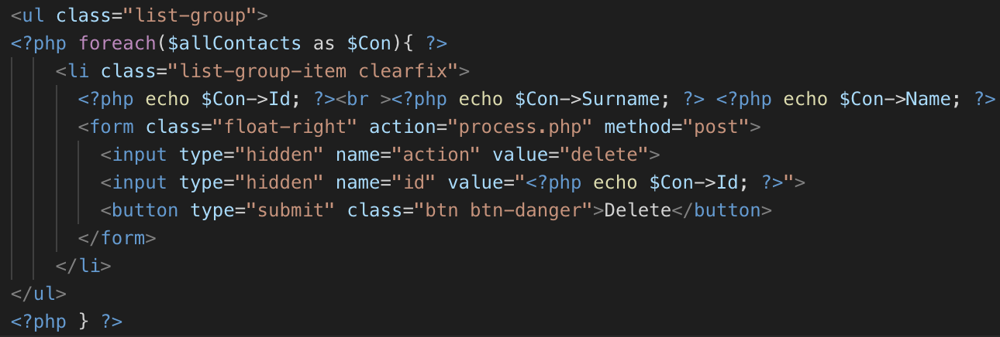 <ul class="list-group">
<?php foreach($allContacts as $Con){ ?>
<li class="list-group-item clearfix">
<?php echo $Con->Id; ?><br ><?php echo $Con->Surname; ?> <?php echo $Con->Name; ?>
<form class="float-right" action="process.php" method="post">
<input type="hidden" name="action" value="delete">
<input type="hidden" name="id" value="<?php echo $Con->Id; ?>">
<button type="submit" class="btn btn-danger">Delete</button>
</form>
</li>
</ul>
<?php } ?>